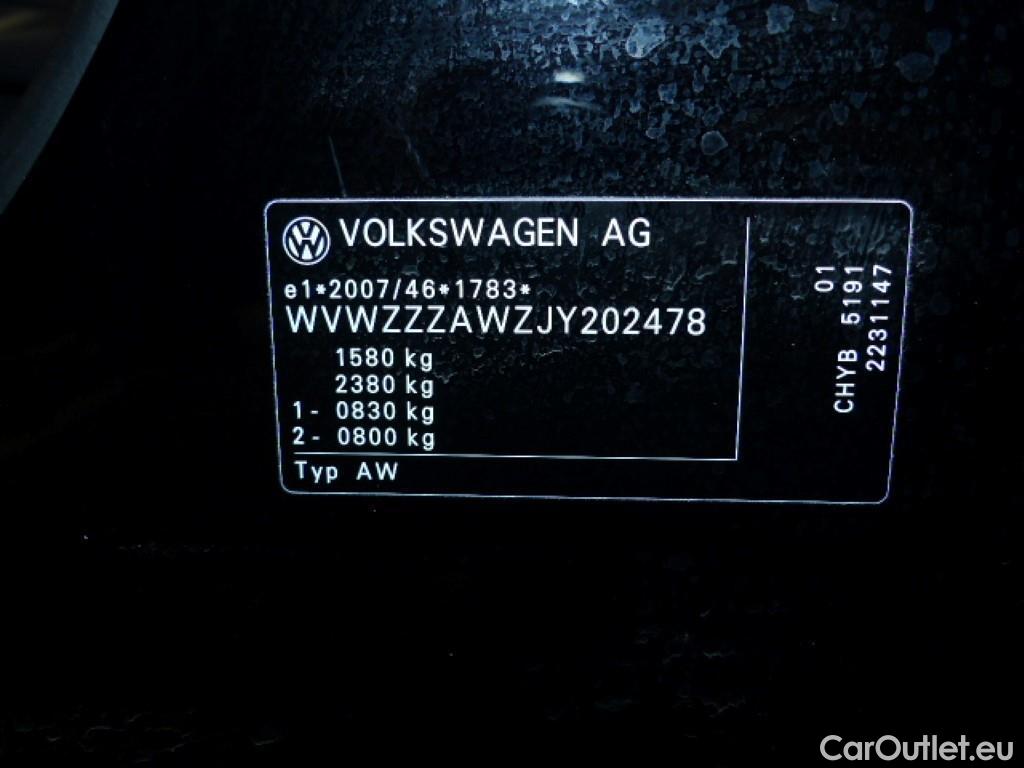 VOLKSWAGEN AG
e1*2007/46*1783*
WVWZZZAWZJY202478
1580 kg
2380 kg
1- 0830 kg
2- 0800 kg
Typ AW
01
CHYB 5191
2231147
CarOutlet.eu